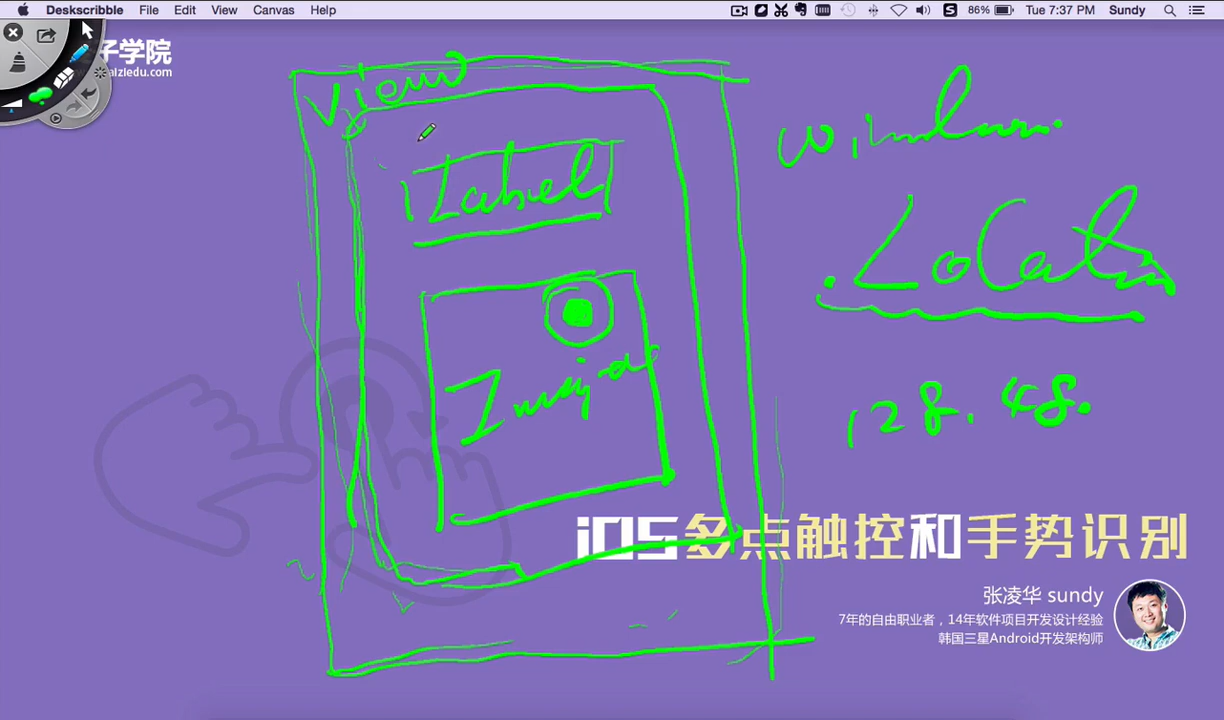 Deskscribble File Edit View Canvas Help 86% Tue 7:37 PM Sundy
子学院
aiziedu.com
View
Window.
Label
.Location
Image
128.48.
iOS多点触控和手势识别
张凌华 sundy
7年的自由职业者，14年软件项目开发设计经验
韩国三星Android开发架构师